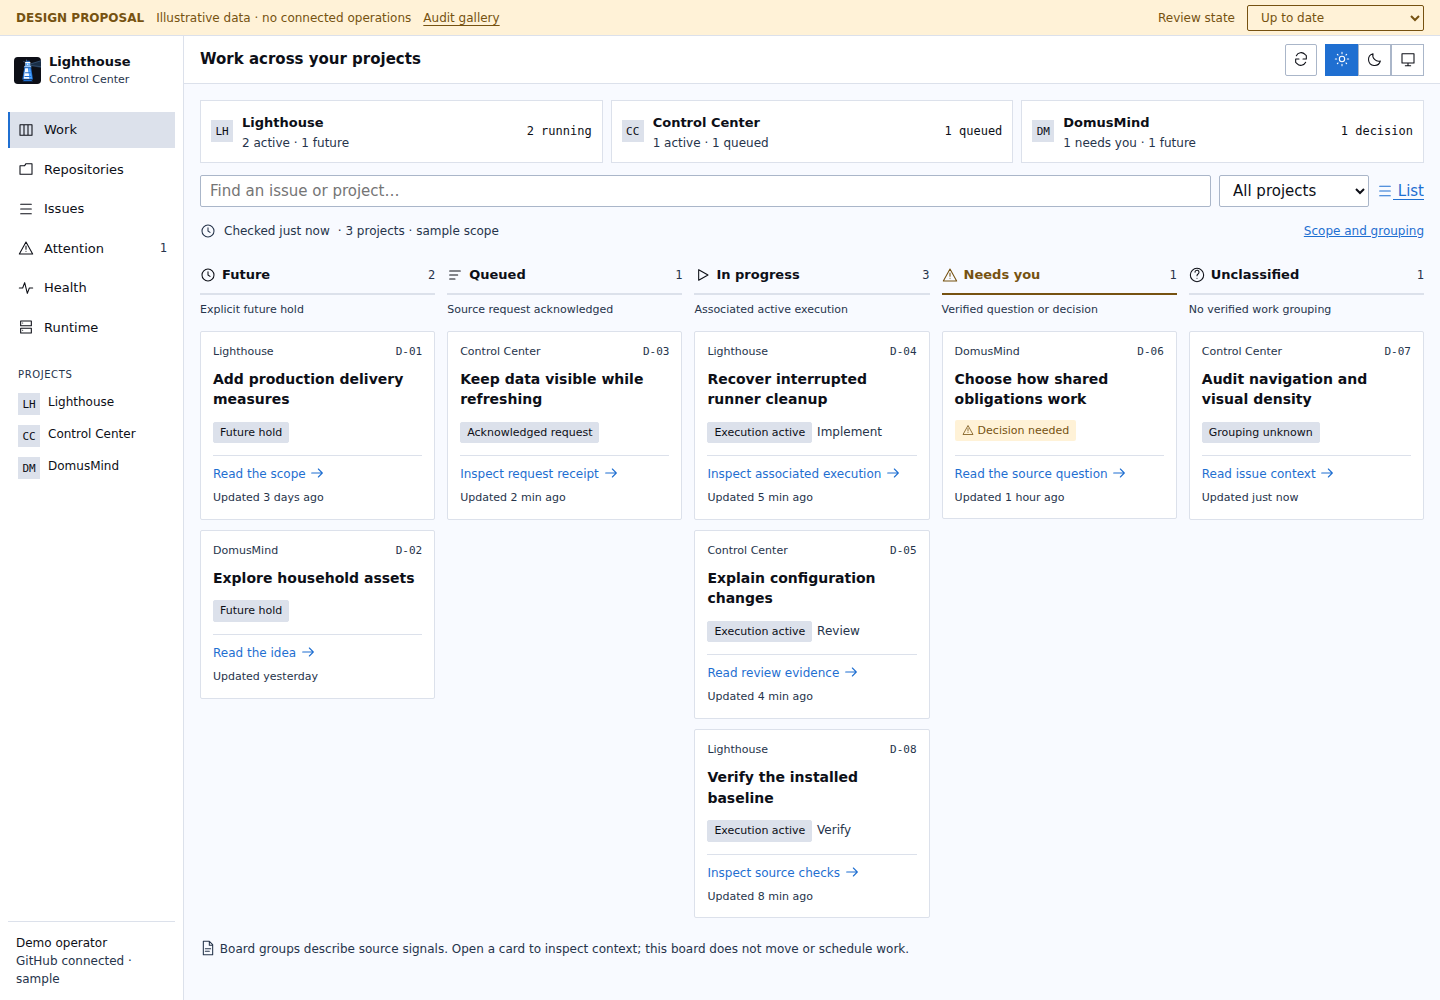 DESIGN PROPOSAL Illustrative data · no connected operations Audit gallery
Review state Up to date
Lighthouse
Control Center
Work
Repositories
Issues
Attention 1
Health
Runtime
PROJECTS
LH Lighthouse
CC Control Center
DM DomusMind
Demo operator
GitHub connected ·
sample
Work across your projects
LH Lighthouse
2 active · 1 future
2 running
CC Control Center
1 active · 1 queued
1 queued
DM DomusMind
1 needs you · 1 future
1 decision
Find an issue or project...
All projects
List
Checked just now · 3 projects · sample scope
Scope and grouping
Future 2
Explicit future hold
Lighthouse D-01
Add production delivery
measures
Future hold
Read the scope
Updated 3 days ago
DomusMind D-02
Explore household assets
Future hold
Read the idea
Updated yesterday
Queued 1
Source request acknowledged
Control Center D-03
Keep data visible while
refreshing
Acknowledged request
Inspect request receipt
Updated 2 min ago
In progress 3
Associated active execution
Lighthouse D-04
Recover interrupted
runner cleanup
Execution active Implement
Inspect associated execution
Updated 5 min ago
Control Center D-05
Explain configuration
changes
Execution active Review
Read review evidence
Updated 4 min ago
Lighthouse D-08
Verify the installed
baseline
Execution active Verify
Inspect source checks
Updated 8 min ago
Needs you 1
Verified question or decision
DomusMind D-06
Choose how shared
obligations work
Decision needed
Read the source question
Updated 1 hour ago
Unclassified 1
No verified work grouping
Control Center D-07
Audit navigation and
visual density
Grouping unknown
Read issue context
Updated just now
Board groups describe source signals. Open a card to inspect context; this board does not move or schedule work.